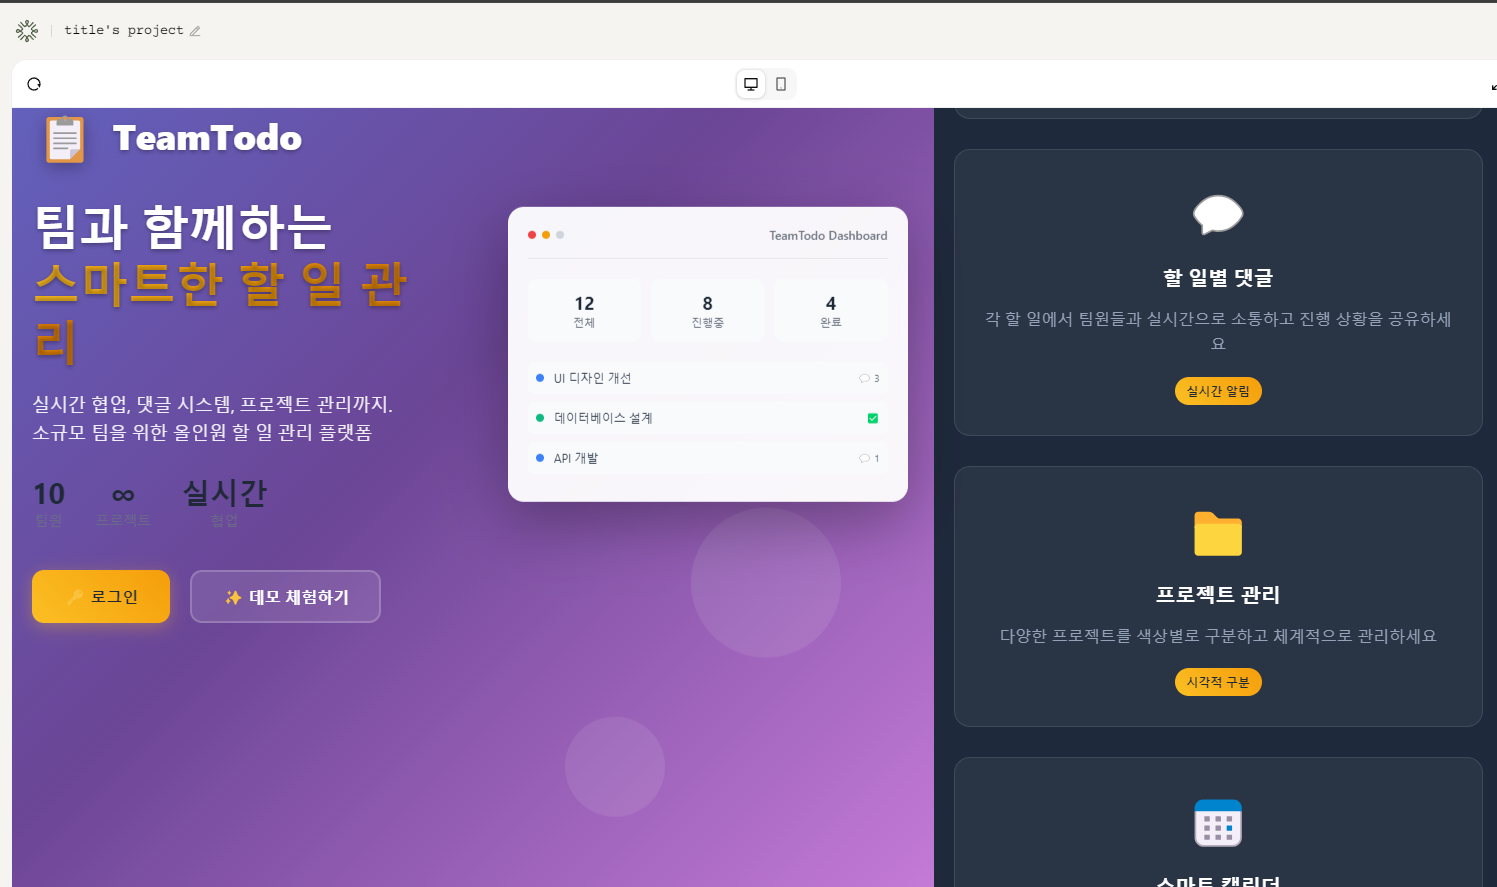 title's project
TeamTodo
팀과 함께하는
스마트한 할 일 관
리
실시간 협업, 댓글 시스템, 프로젝트 관리까지.
소규모 팀을 위한 올인원 할 일 관리 플랫폼
10
팀원
∞
프로젝트
실시간
협업
로그인
데모 체험하기
TeamTodo Dashboard
12
전체
8
진행중
4
완료
UI 디자인 개선
3
데이터베이스 설계
API 개발
1
할 일별 댓글
각 할 일에서 팀원들과 실시간으로 소통하고 진행 상황을 공유하세
요
실시간 알림
프로젝트 관리
다양한 프로젝트를 색상별로 구분하고 체계적으로 관리하세요
시각적 구분
스마트 캘린더